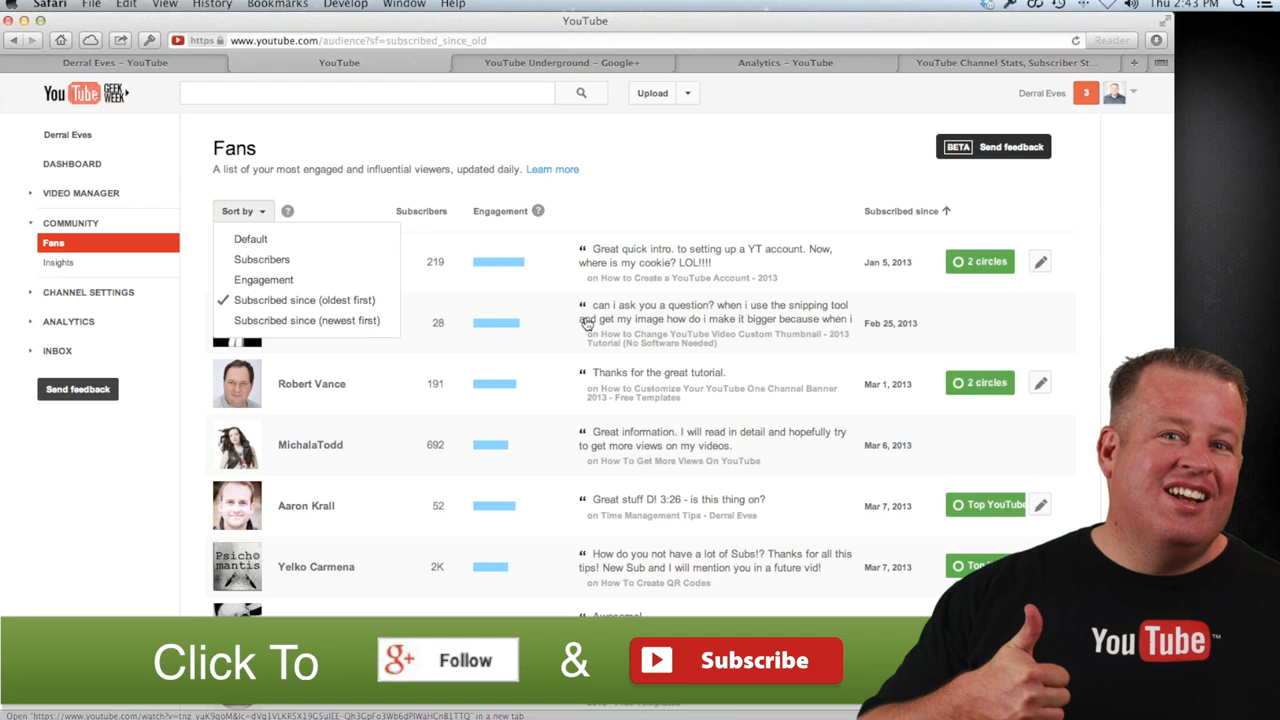 Safari File Edit View History Bookmarks Develop Window Help Thu 2:43 PM
YouTube
https www.youtube.com/audience?sf=subscribed_since_old Reader
Derral Eves – YouTube YouTube YouTube Underground – Google+ Analytics – YouTube YouTube Channel Stats, Subscriber St...
YouTube GEEK WEEK Upload Derral Eves 3
Derral Eves
DASHBOARD
VIDEO MANAGER
COMMUNITY
Fans
Insights
CHANNEL SETTINGS
ANALYTICS
INBOX
Send feedback
Fans
A list of your most engaged and influential viewers, updated daily. Learn more
BETA Send feedback
Sort by ? Subscribers Engagement ? Subscribed since
Default
Subscribers
Engagement
Subscribed since (oldest first)
Subscribed since (newest first)
219
“ Great quick intro. to setting up a YT account. Now,
where is my cookie? LOL!!!!
on How to Create a YouTube Account - 2013
Jan 5, 2013
2 circles
28
“ can i ask you a question? when i use the snipping tool
and get my image how do i make it bigger because when i
on How to Change YouTube Video Custom Thumbnail - 2013
Tutorial (No Software Needed)
Feb 25, 2013
Robert Vance 191
“ Thanks for the great tutorial.
on How to Customize Your YouTube One Channel Banner
2013 - Free Templates
Mar 1, 2013
2 circles
MichalaTodd 692
“ Great information. I will read in detail and hopefully try
to get more views on my videos.
on How To Get More Views On YouTube
Mar 6, 2013
Aaron Krall 52
“ Great stuff D! 3:26 - is this thing on?
on Time Management Tips - Derral Eves
Mar 7, 2013
Top YouTube
Psicho
mantis
Yelko Carmena 2K
“ How do you not have a lot of Subs!? Thanks for all this
tips! New Sub and I will mention you in a future vid!
on How To Create QR Codes
Mar 7, 2013
“ Awesome!
Click To g+ Follow & Subscribe
YouTube™